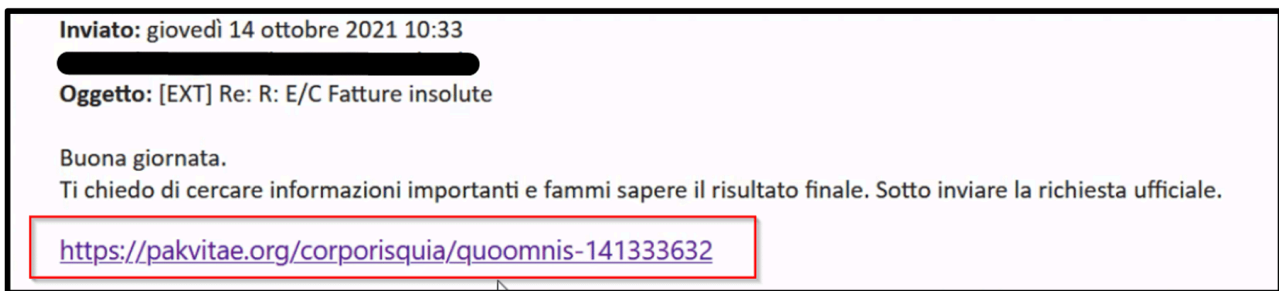 Inviato: giovedì 14 ottobre 2021 10:33
Oggetto: [EXT] Re: R: E/C Fatture insolute
Buona giornata.
Ti chiedo di cercare informazioni importanti e fammi sapere il risultato finale. Sotto inviare la richiesta ufficiale.
https://pakvitae.org/corporisquia/quoomnis-141333632